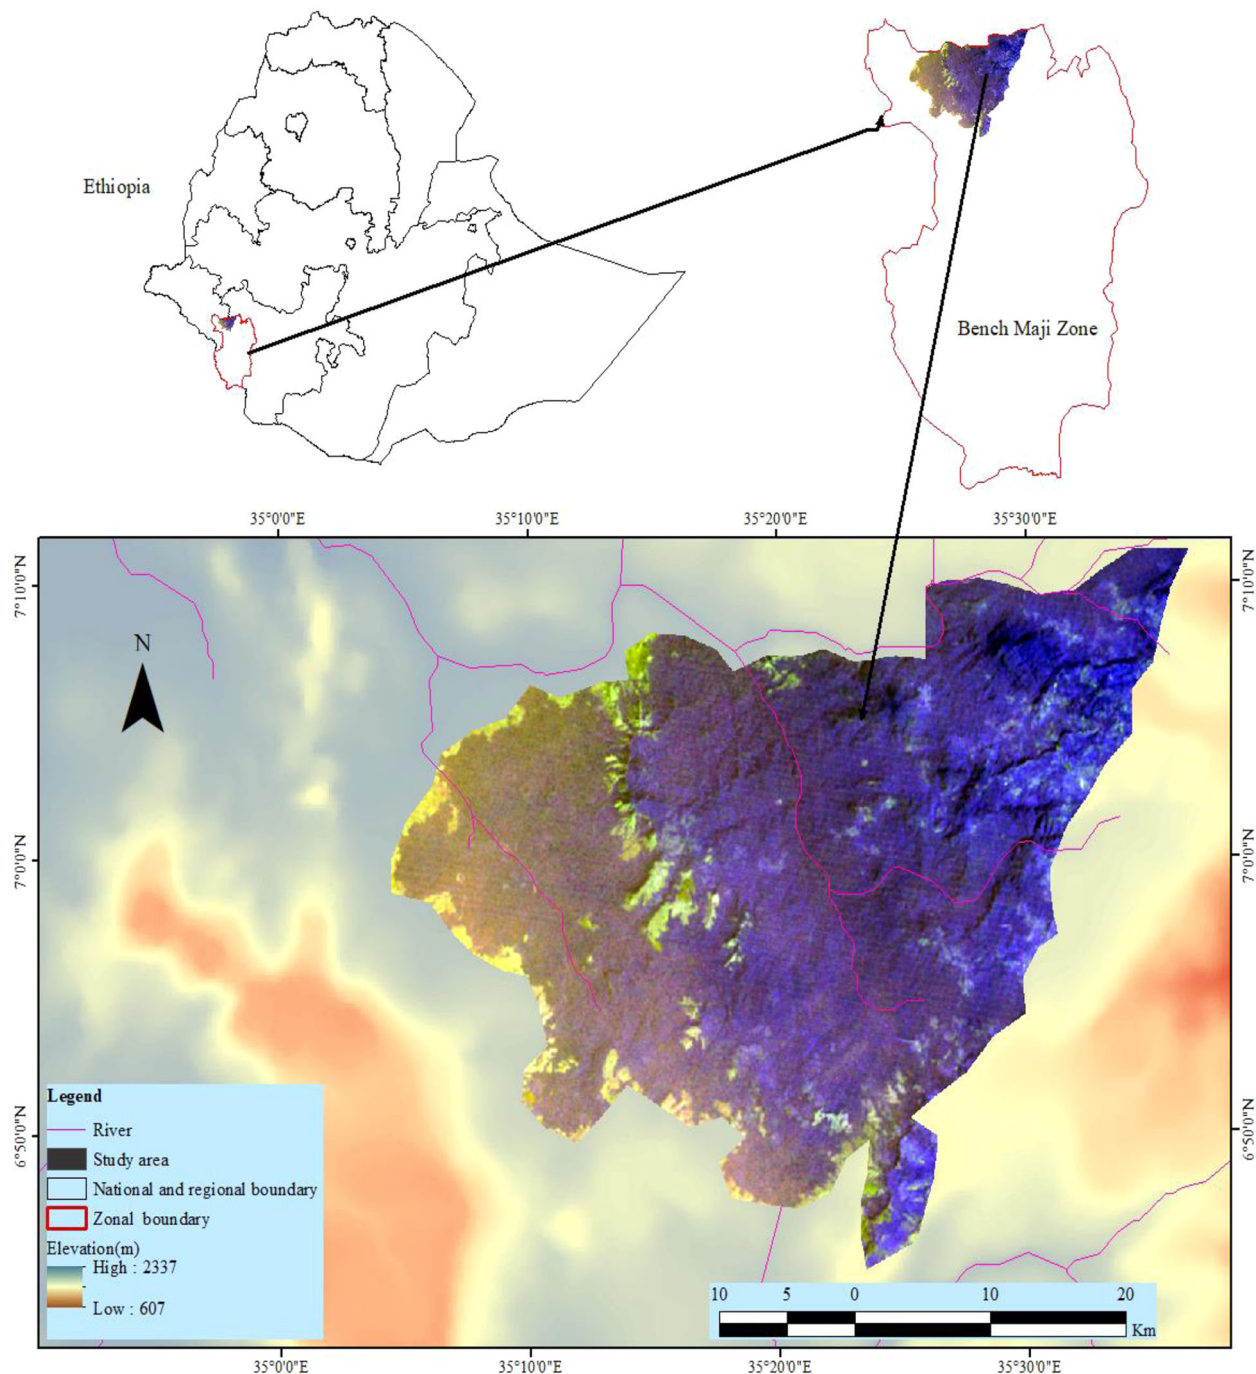 Ethiopia
Bench Maji Zone
35°0'0"E 35°10'0"E 35°20'0"E 35°30'0"E
7°10'0"N 7°10'0"N
N
7°0'0"N 7°0'0"N
6°50'0"N 6°50'0"N
Legend
River
Study area
National and regional boundary
Zonal boundary
Elevation(m)
High : 2337
Low : 607
10 5 0 10 20
Km
35°0'0"E 35°10'0"E 35°20'0"E 35°30'0"E